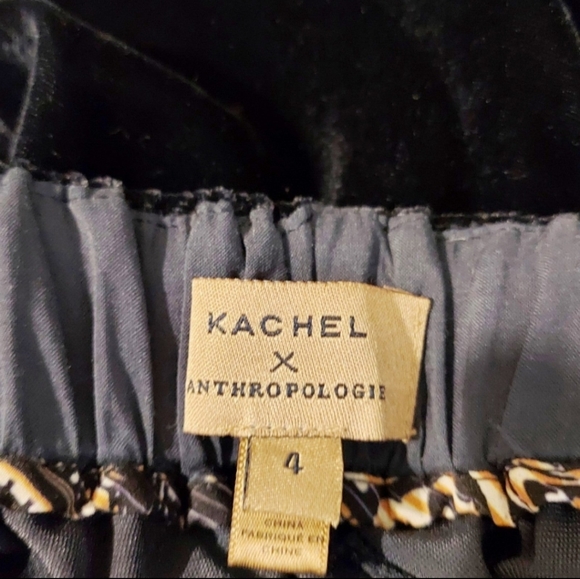 KACHEL
X
ANTHROPOLOGIE
4
CHINA
FABRIQUÉ EN
CHINE